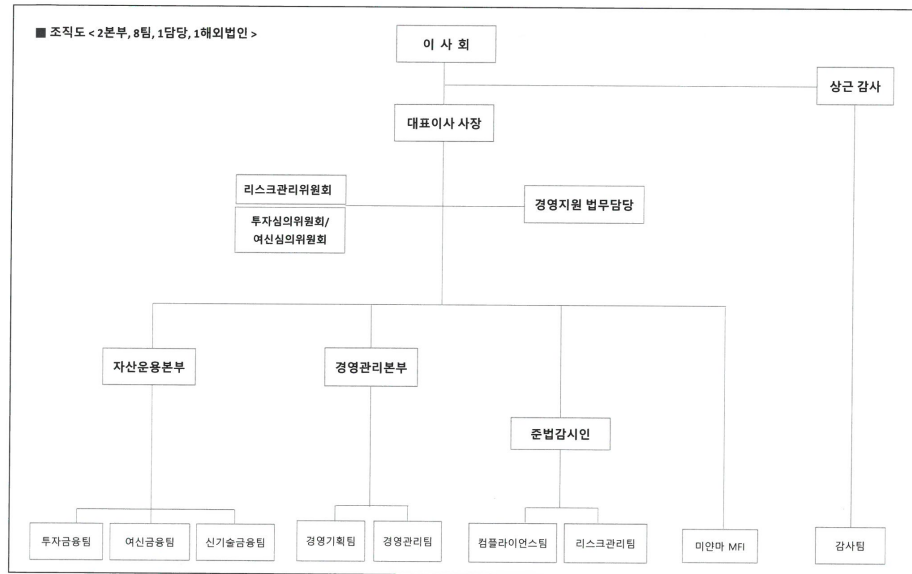 ■ 조직도 < 2본부, 8팀, 1담당, 1해외법인 >
이 사 회
상근 감사
대표이사 사장
리스크관리위원회
경영지원 법무담당
투자심의위원회/
여신심의위원회
자산운용본부
경영관리본부
준법감시인
투자금융팀
여신금융팀
신기술금융팀
경영기획팀
경영관리팀
컴플라이언스팀
리스크관리팀
미얀마 MFI
감사팀